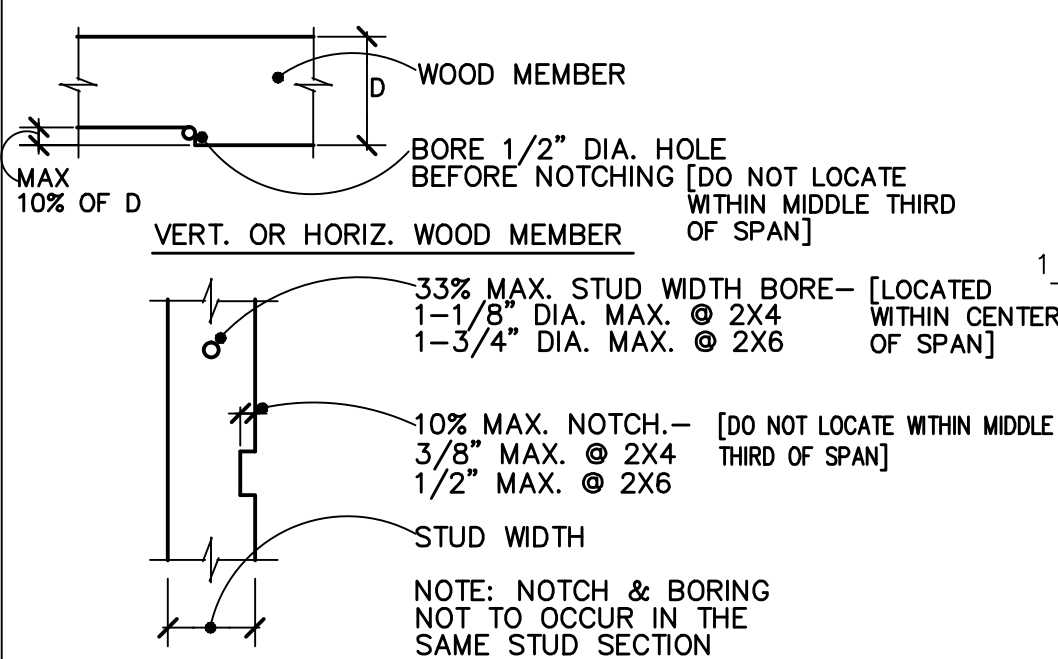 WOOD MEMBER
D
BORE 1/2" DIA. HOLE
BEFORE NOTCHING [DO NOT LOCATE
WITHIN MIDDLE THIRD
OF SPAN]
MAX
10% OF D
VERT. OR HORIZ. WOOD MEMBER
33% MAX. STUD WIDTH BORE– [LOCATED
1–1/8" DIA. MAX. @ 2X4 WITHIN CENTER
1–3/4" DIA. MAX. @ 2X6 OF SPAN]
1
10% MAX. NOTCH.– [DO NOT LOCATE WITHIN MIDDLE
3/8" MAX. @ 2X4 THIRD OF SPAN]
1/2" MAX. @ 2X6
STUD WIDTH
NOTE: NOTCH & BORING
NOT TO OCCUR IN THE
SAME STUD SECTION